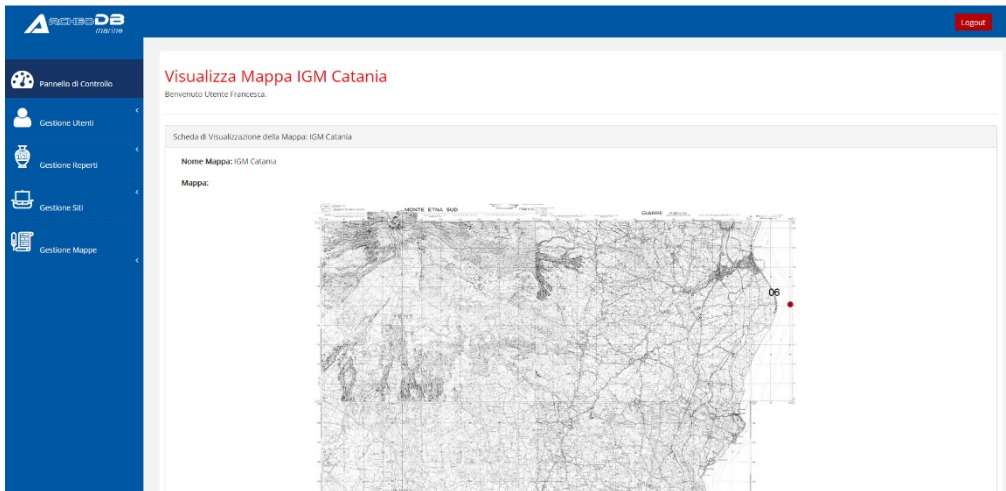 ARCHEODB
marine
Logout
Pannello di Controllo
Gestione Utenti
Gestione Reperti
Gestione Siti
Gestione Mappe
Visualizza Mappa IGM Catania
Benvenuto Utente Francesca.
Scheda di Visualizzazione della Mappa: IGM Catania
Nome Mappa: IGM Catania
Mappa:
MONTE ETNA SUD
GIARRE
06